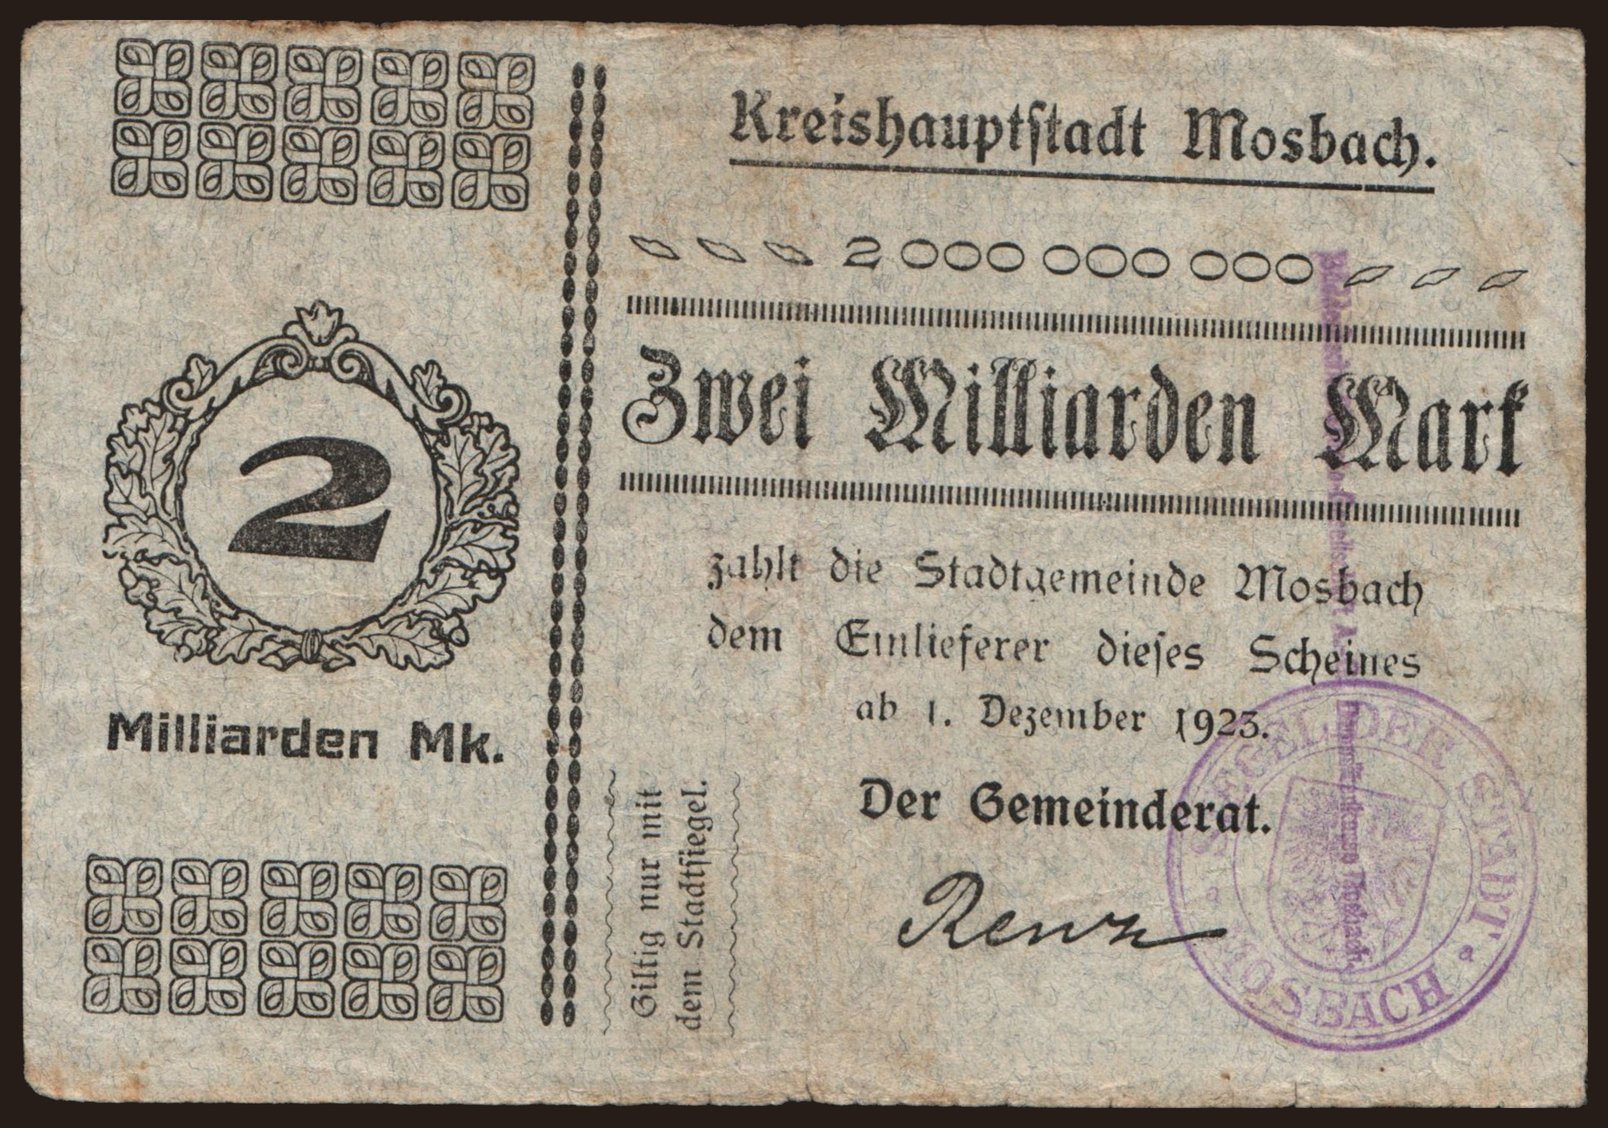 Kreishauptſtadt Mosbach.
2 000 000 000
Zwei Milliarden Mark
zahlt die Stadtgemeinde Mosbach
dem Einlieferer dieſes Scheines
ab 1. Dezember 1923.
Der Gemeinderat.
Renz
2
Milliarden Mk.
Giltig nur mit
dem Stadtſiegel.
SIEGEL DER STADT
MOSBACH